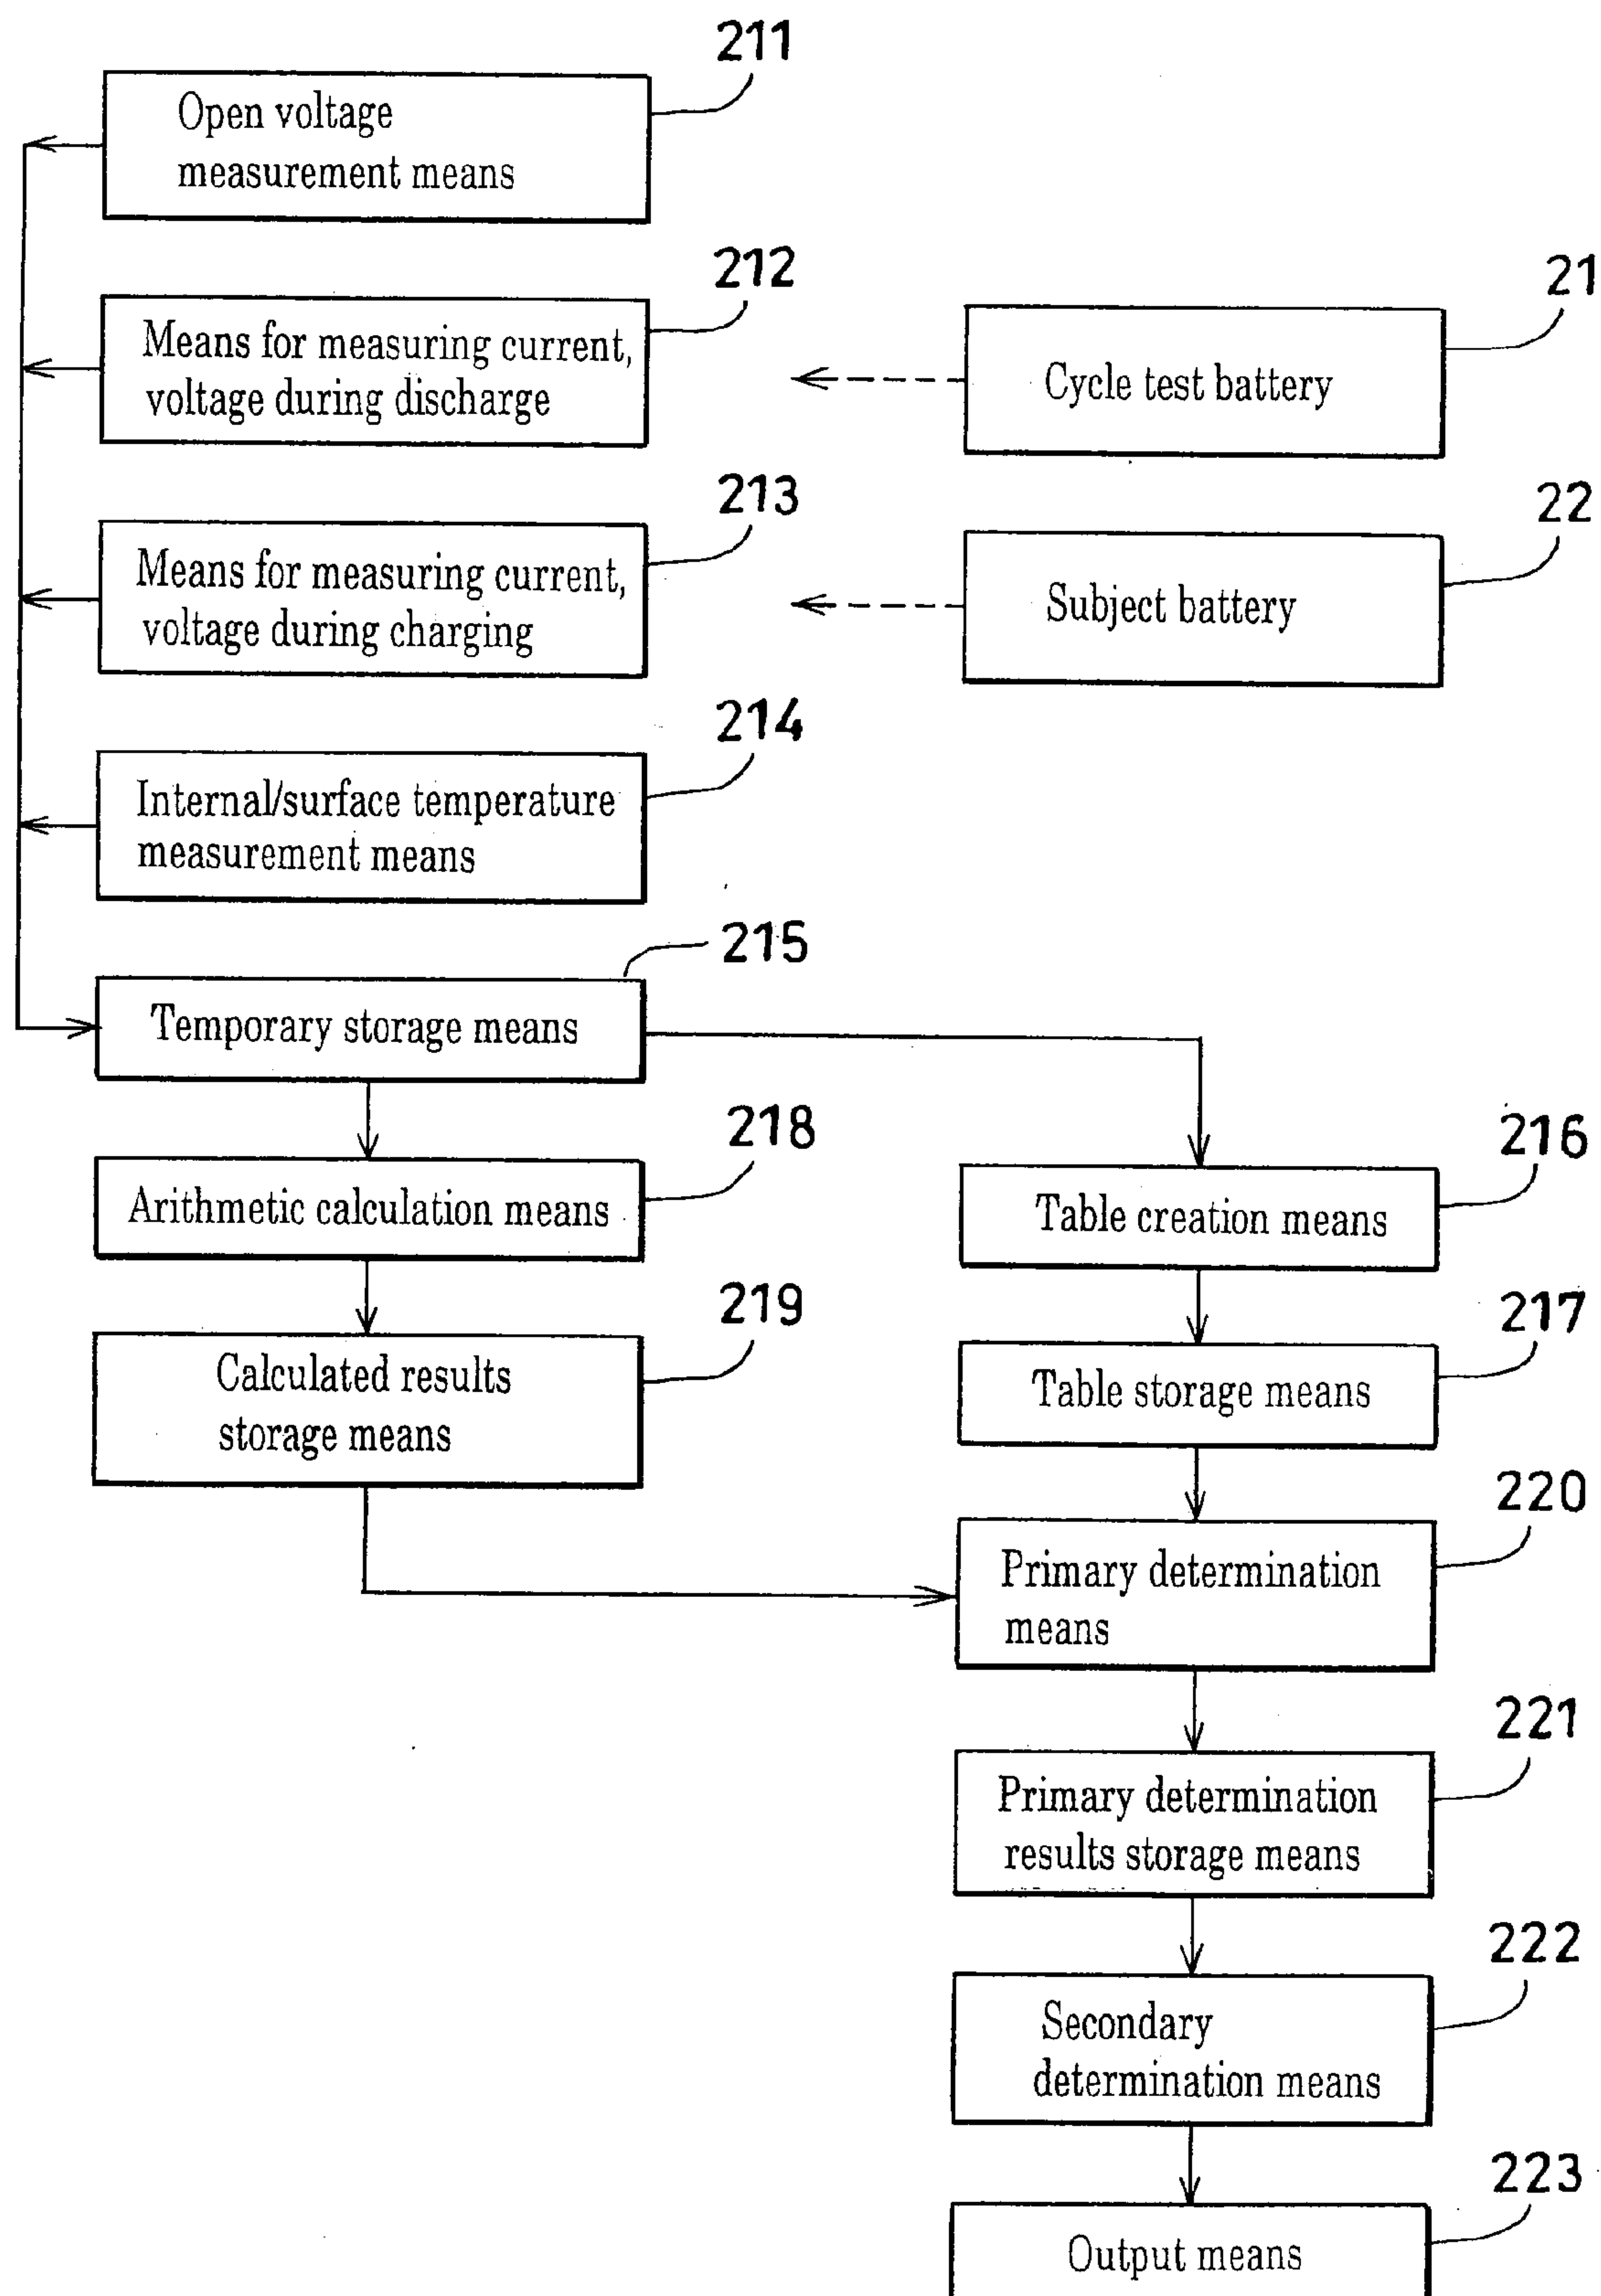 211
Open voltage
measurement means
212
Means for measuring current,
voltage during discharge
21
Cycle test battery
213
Means for measuring current,
voltage during charging
22
Subject battery
214
Internal/surface temperature
measurement means
215
Temporary storage means
218
Arithmetic calculation means
216
Table creation means
219
Calculated results
storage means
217
Table storage means
220
Primary determination
means
221
Primary determination
results storage means
222
Secondary
determination means
223
Output means